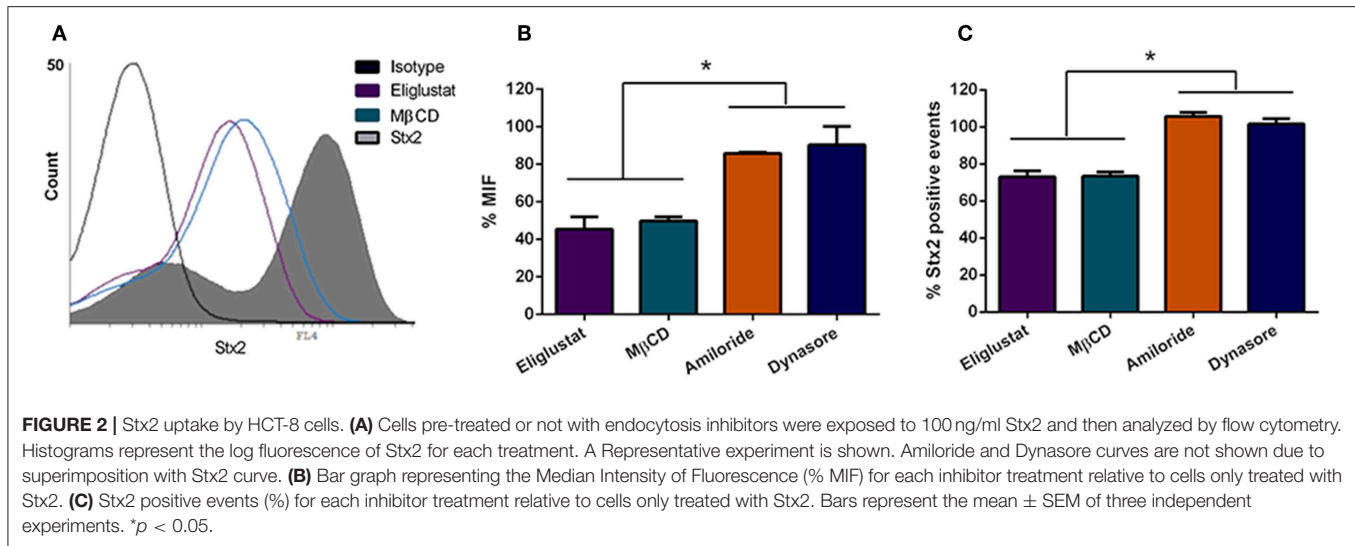 A
50
Count
Isotype
Eliglustat
MβCD
Stx2
FL4
Stx2
B
*
% MIF
120
100
80
60
40
20
0
Eliglustat
MβCD
Amiloride
Dynasore
C
*
% Stx2 positive events
120
100
80
60
40
20
0
Eliglustat
MβCD
Amiloride
Dynasore
FIGURE 2 | Stx2 uptake by HCT-8 cells. (A) Cells pre-treated or not with endocytosis inhibitors were exposed to 100 ng/ml Stx2 and then analyzed by flow cytometry.
Histograms represent the log fluorescence of Stx2 for each treatment. A Representative experiment is shown. Amiloride and Dynasore curves are not shown due to
superimposition with Stx2 curve. (B) Bar graph representing the Median Intensity of Fluorescence (% MIF) for each inhibitor treatment relative to cells only treated with
Stx2. (C) Stx2 positive events (%) for each inhibitor treatment relative to cells only treated with Stx2. Bars represent the mean ± SEM of three independent
experiments. *p < 0.05.